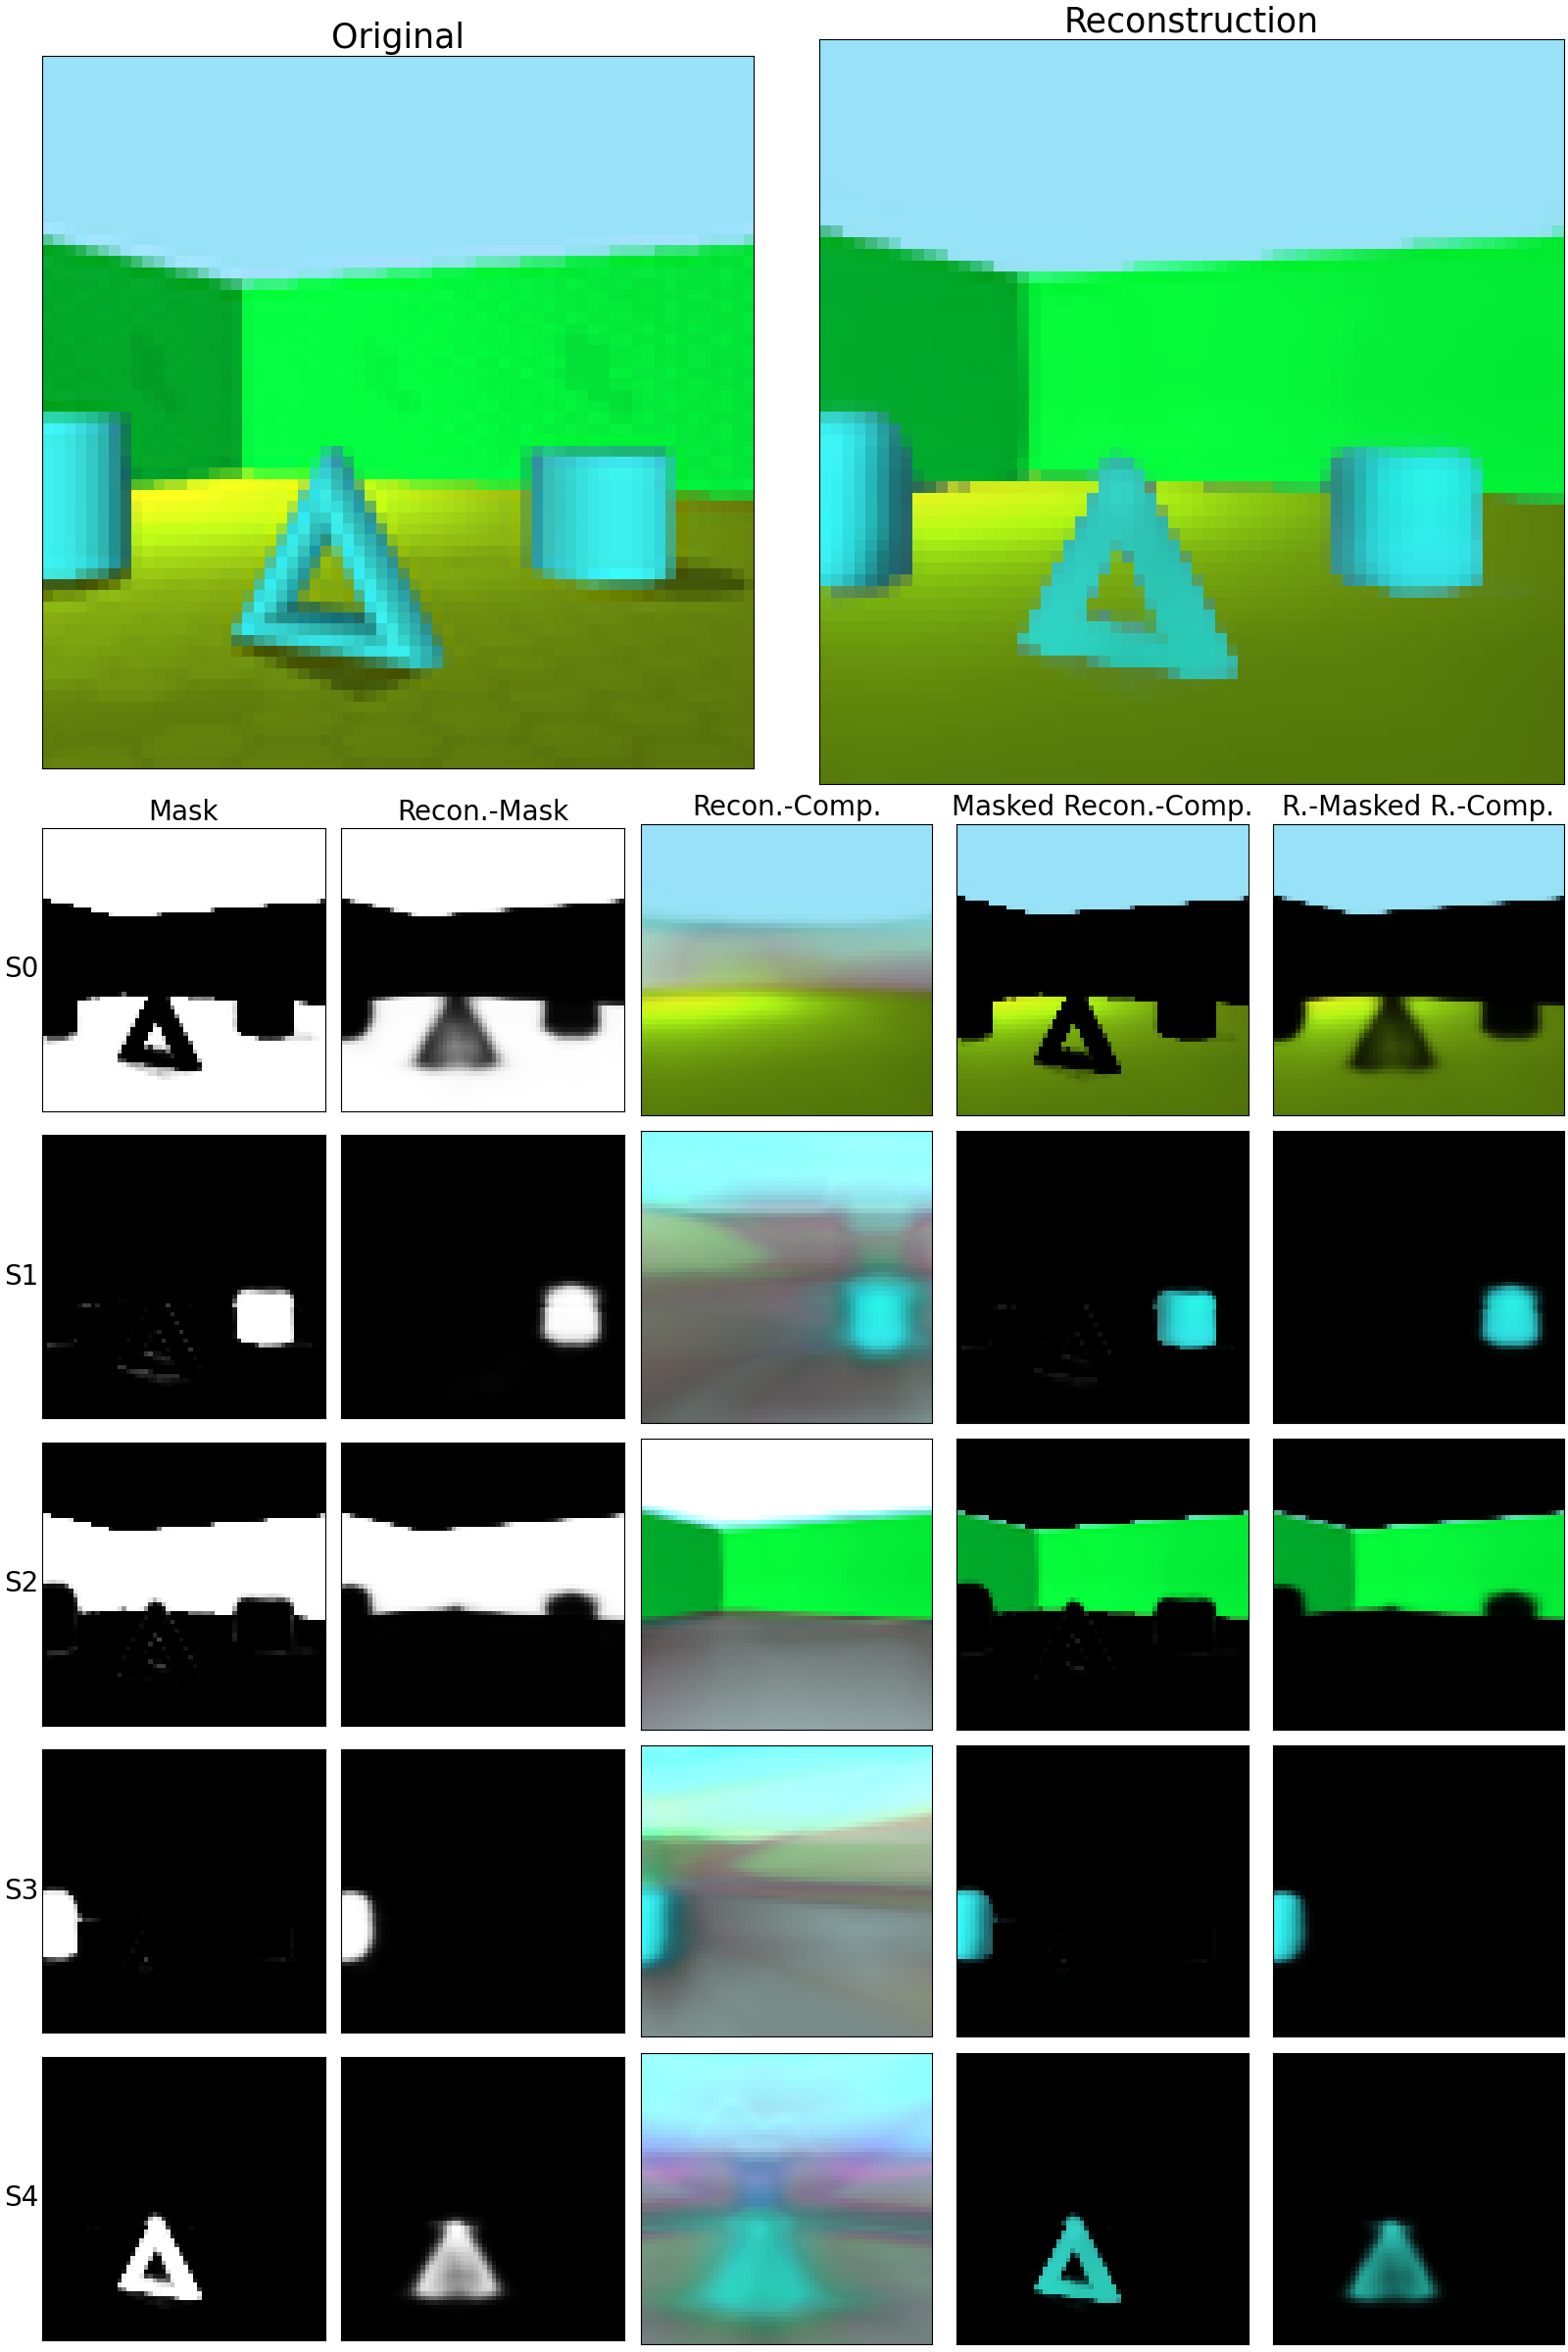 Original
Reconstruction
Mask
Recon.-Mask
Recon.-Comp.
Masked Recon.-Comp.
R.-Masked R.-Comp.
S0
S1
S2
S3
S4